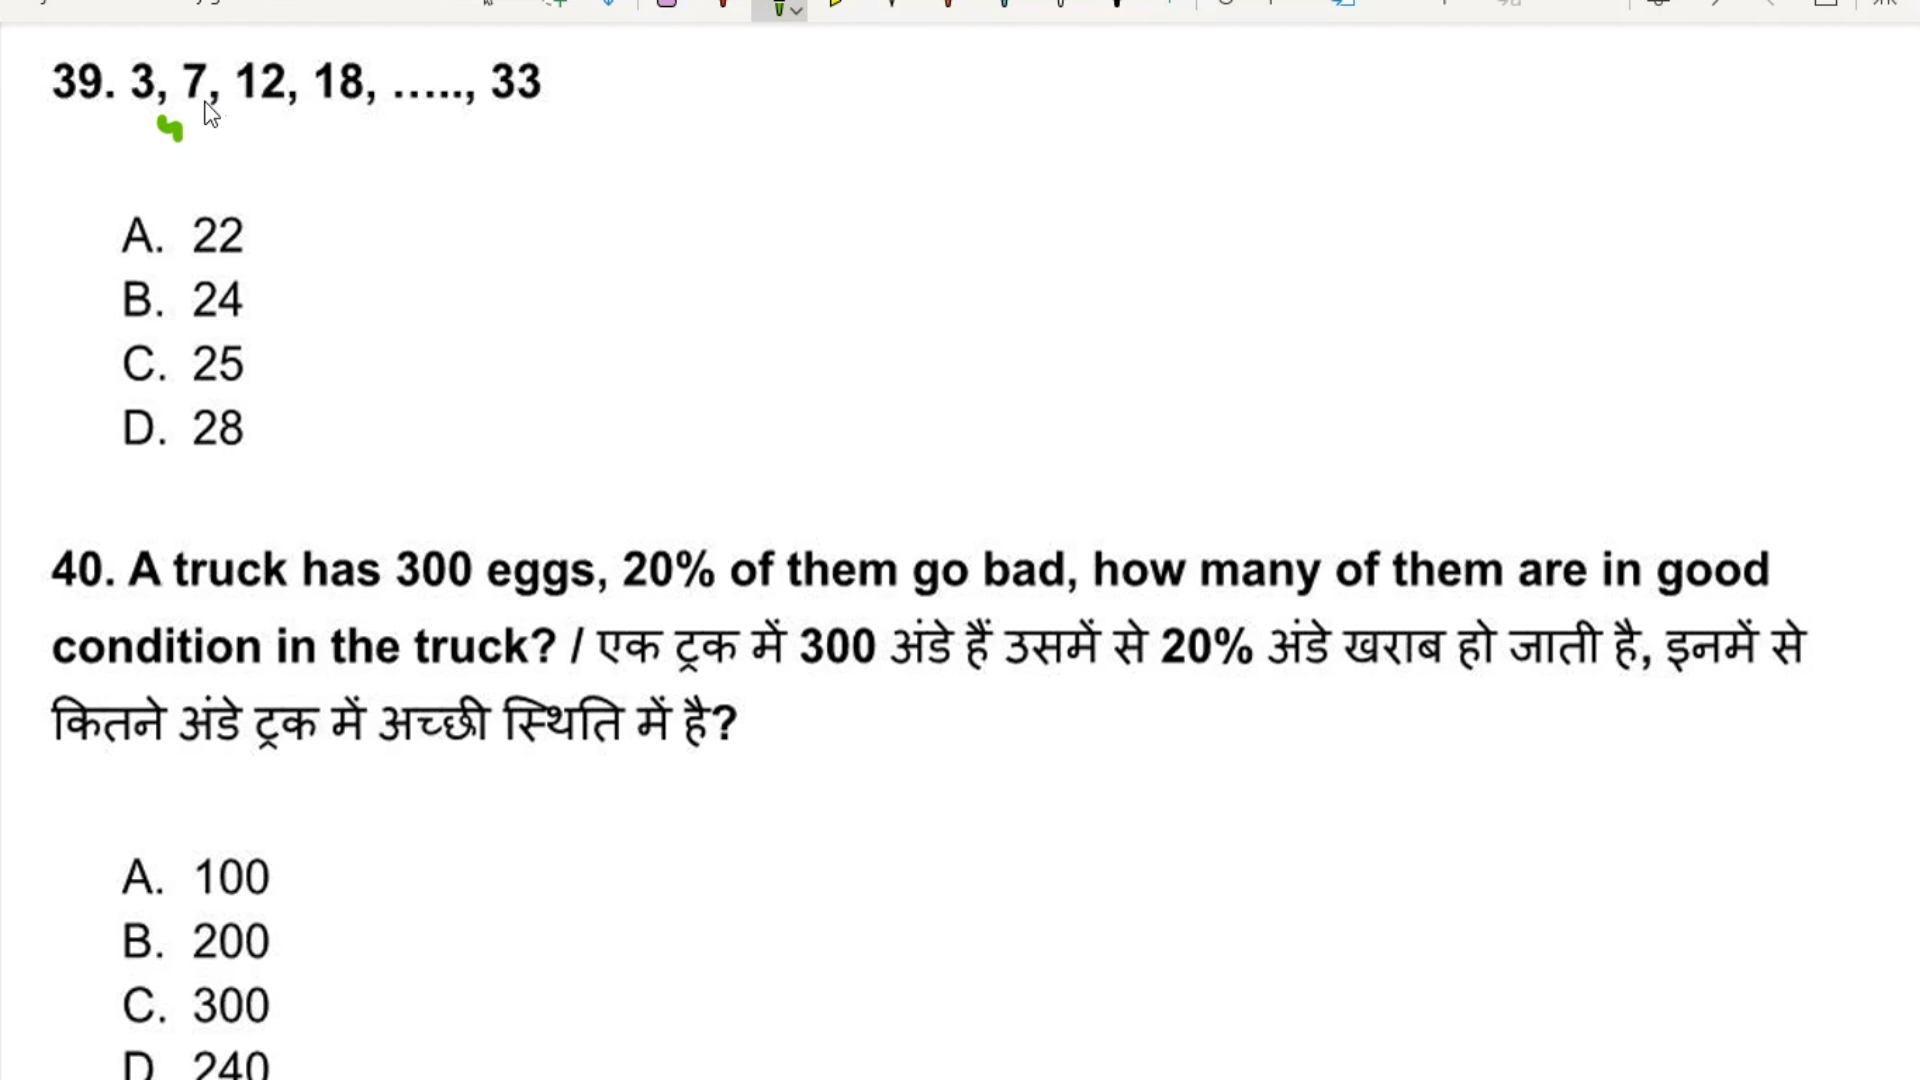 39. 3, 7, 12, 18, ....., 33
4
A. 22
B. 24
C. 25
D. 28
40. A truck has 300 eggs, 20% of them go bad, how many of them are in good
condition in the truck? / एक ट्रक में 300 अंडे हैं उसमें से 20% अंडे खराब हो जाती है, इनमें से
कितने अंडे ट्रक में अच्छी स्थिति में है?
A. 100
B. 200
C. 300
D. 240